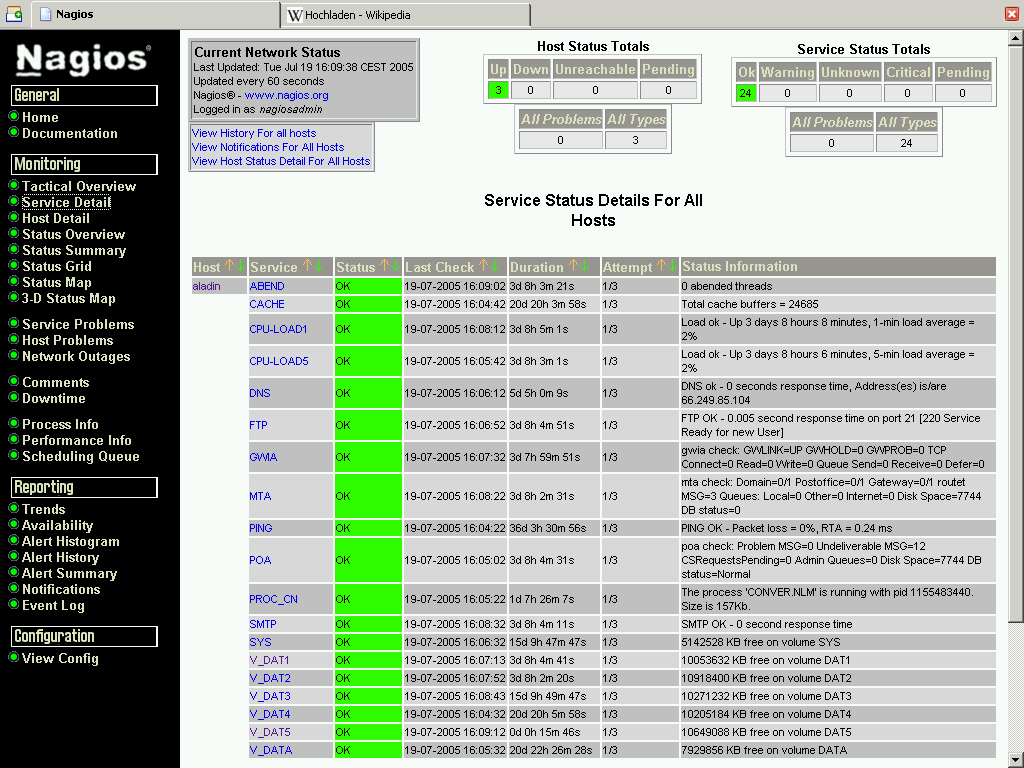 Nagios
Hochladen - Wikipedia
Nagios®
General
Home
Documentation
Monitoring
Tactical Overview
Service Detail
Host Detail
Status Overview
Status Summary
Status Grid
Status Map
3-D Status Map
Service Problems
Host Problems
Network Outages
Comments
Downtime
Process Info
Performance Info
Scheduling Queue
Reporting
Trends
Availability
Alert Histogram
Alert History
Alert Summary
Notifications
Event Log
Configuration
View Config
Current Network Status
Last Updated: Tue Jul 19 16:09:38 CEST 2005
Updated every 60 seconds
Nagios® - www.nagios.org
Logged in as nagiosadmin
View History For all hosts
View Notifications For All Hosts
View Host Status Detail For All Hosts
Host Status Totals
Up Down Unreachable Pending
3 0 0 0
All Problems All Types
0 3
Service Status Totals
Ok Warning Unknown Critical Pending
24 0 0 0 0
All Problems All Types
0 24
Service Status Details For All
Hosts
Host Service Status Last Check Duration Attempt Status Information
aladin ABEND OK 19-07-2005 16:09:02 3d 8h 3m 21s 1/3 0 abended threads
CACHE OK 19-07-2005 16:04:42 20d 20h 3m 58s 1/3 Total cache buffers = 24685
CPU-LOAD1 OK 19-07-2005 16:08:12 3d 8h 5m 1s 1/3 Load ok - Up 3 days 8 hours 8 minutes, 1-min load average =
2%
CPU-LOAD5 OK 19-07-2005 16:05:42 3d 8h 3m 1s 1/3 Load ok - Up 3 days 8 hours 6 minutes, 5-min load average =
2%
DNS OK 19-07-2005 16:06:12 5d 5h 0m 9s 1/3 DNS ok - 0 seconds response time, Address(es) is/are
66.249.85.104
FTP OK 19-07-2005 16:06:52 3d 8h 4m 51s 1/3 FTP OK - 0.005 second response time on port 21 [220 Service
Ready for new User]
GWIA OK 19-07-2005 16:07:32 3d 7h 59m 51s 1/3 gwia check: GWLINK=UP GWHOLD=0 GWPROB=0 TCP
Connect=0 Read=0 Write=0 Queue Send=0 Receive=0 Defer=0
MTA OK 19-07-2005 16:08:22 3d 8h 2m 31s 1/3 mta check: Domain=0/1 Postoffice=0/1 Gateway=0/1 routet
MSG=3 Queues: Local=0 Other=0 Internet=0 Disk Space=7744
DB status=0
PING OK 19-07-2005 16:04:22 36d 3h 30m 56s 1/3 PING OK - Packet loss = 0%, RTA = 0.24 ms
POA OK 19-07-2005 16:05:32 3d 8h 4m 31s 1/3 poa check: Problem MSG=0 Undeliverable MSG=12
CSRequestsPending=0 Admin Queues=0 Disk Space=7744 DB
status=Normal
PROC_CN OK 19-07-2005 16:05:22 1d 7h 26m 7s 1/3 The process 'CONVER.NLM' is running with pid 1155483440.
Size is 157Kb.
SMTP OK 19-07-2005 16:08:32 3d 8h 4m 11s 1/3 SMTP OK - 0 second response time
SYS OK 19-07-2005 16:06:32 15d 9h 47m 47s 1/3 5142528 KB free on volume SYS
V_DAT1 OK 19-07-2005 16:07:13 3d 8h 4m 41s 1/3 10053632 KB free on volume DAT1
V_DAT2 OK 19-07-2005 16:07:52 3d 8h 2m 20s 1/3 10918400 KB free on volume DAT2
V_DAT3 OK 19-07-2005 16:08:43 15d 9h 49m 47s 1/3 10271232 KB free on volume DAT3
V_DAT4 OK 19-07-2005 16:04:32 20d 20h 5m 58s 1/3 10205184 KB free on volume DAT4
V_DAT5 OK 19-07-2005 16:09:12 0d 0h 15m 46s 1/3 10649088 KB free on volume DAT5
V_DATA OK 19-07-2005 16:05:32 20d 22h 26m 28s 1/3 7929856 KB free on volume DATA